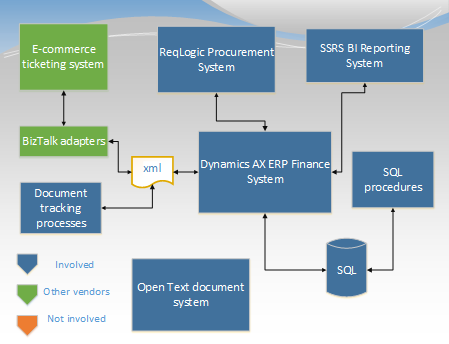 E-commerce
ticketing system
ReqLogic Procurement
System
SSRS BI Reporting
System
BizTalk adapters
xml
Dynamics AX ERP Finance
System
SQL
procedures
Document
tracking
processes
SQL
Open Text document
system
Involved
Other vendors
Not involved